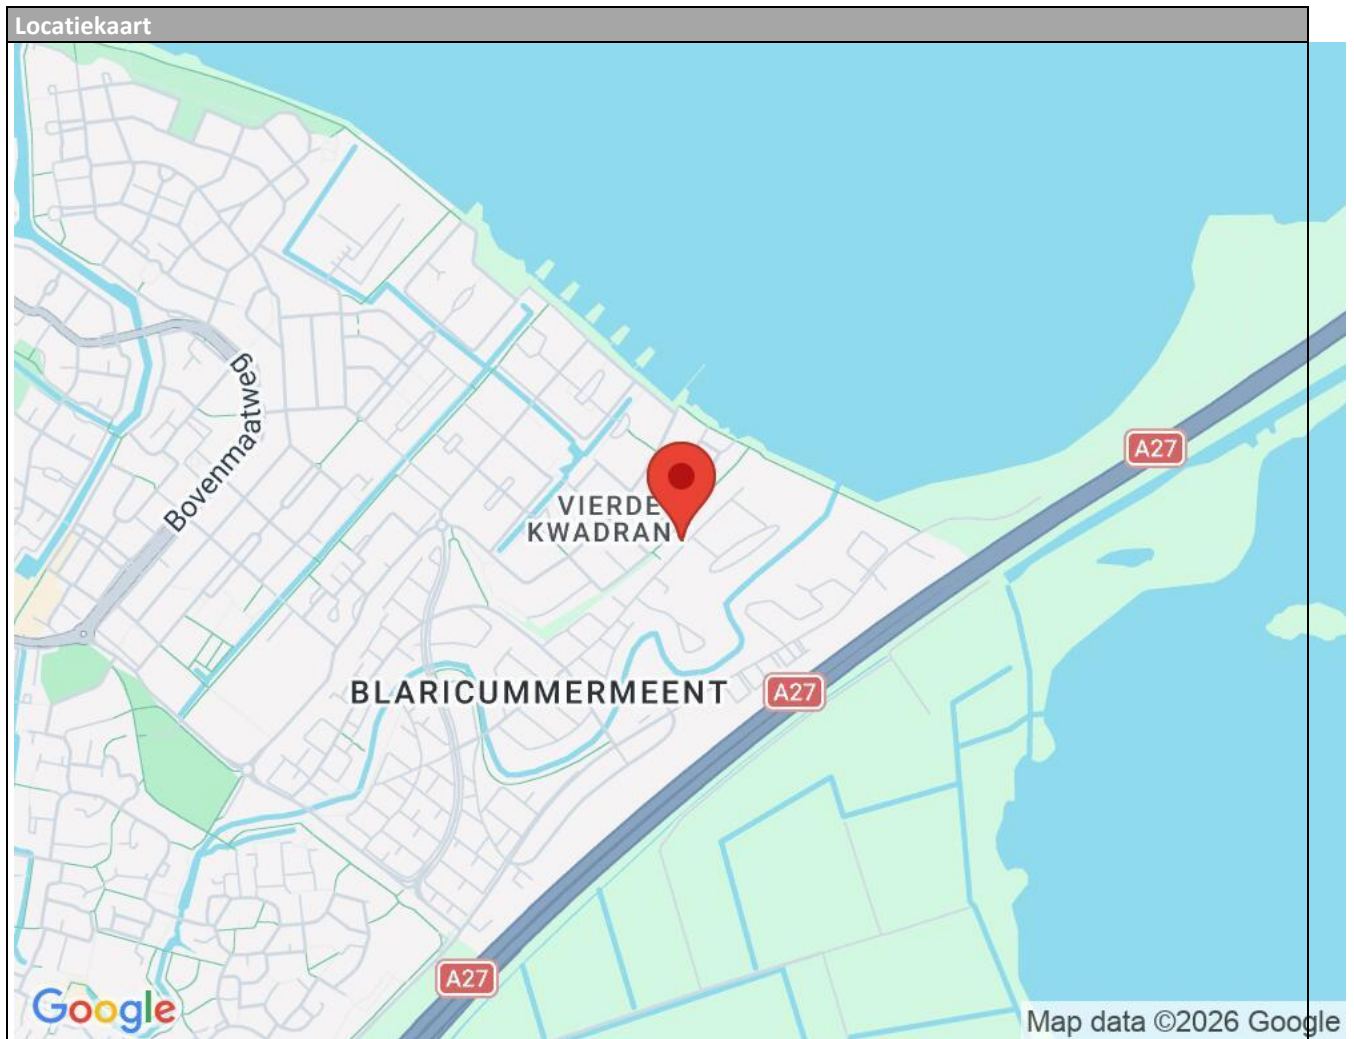 Locatiekaart
A27
Bovenmaatweg
VIERDE
KWADRAN
BLARICUMMERMEENT
A27
A27
Google
Map data ©2026 Google